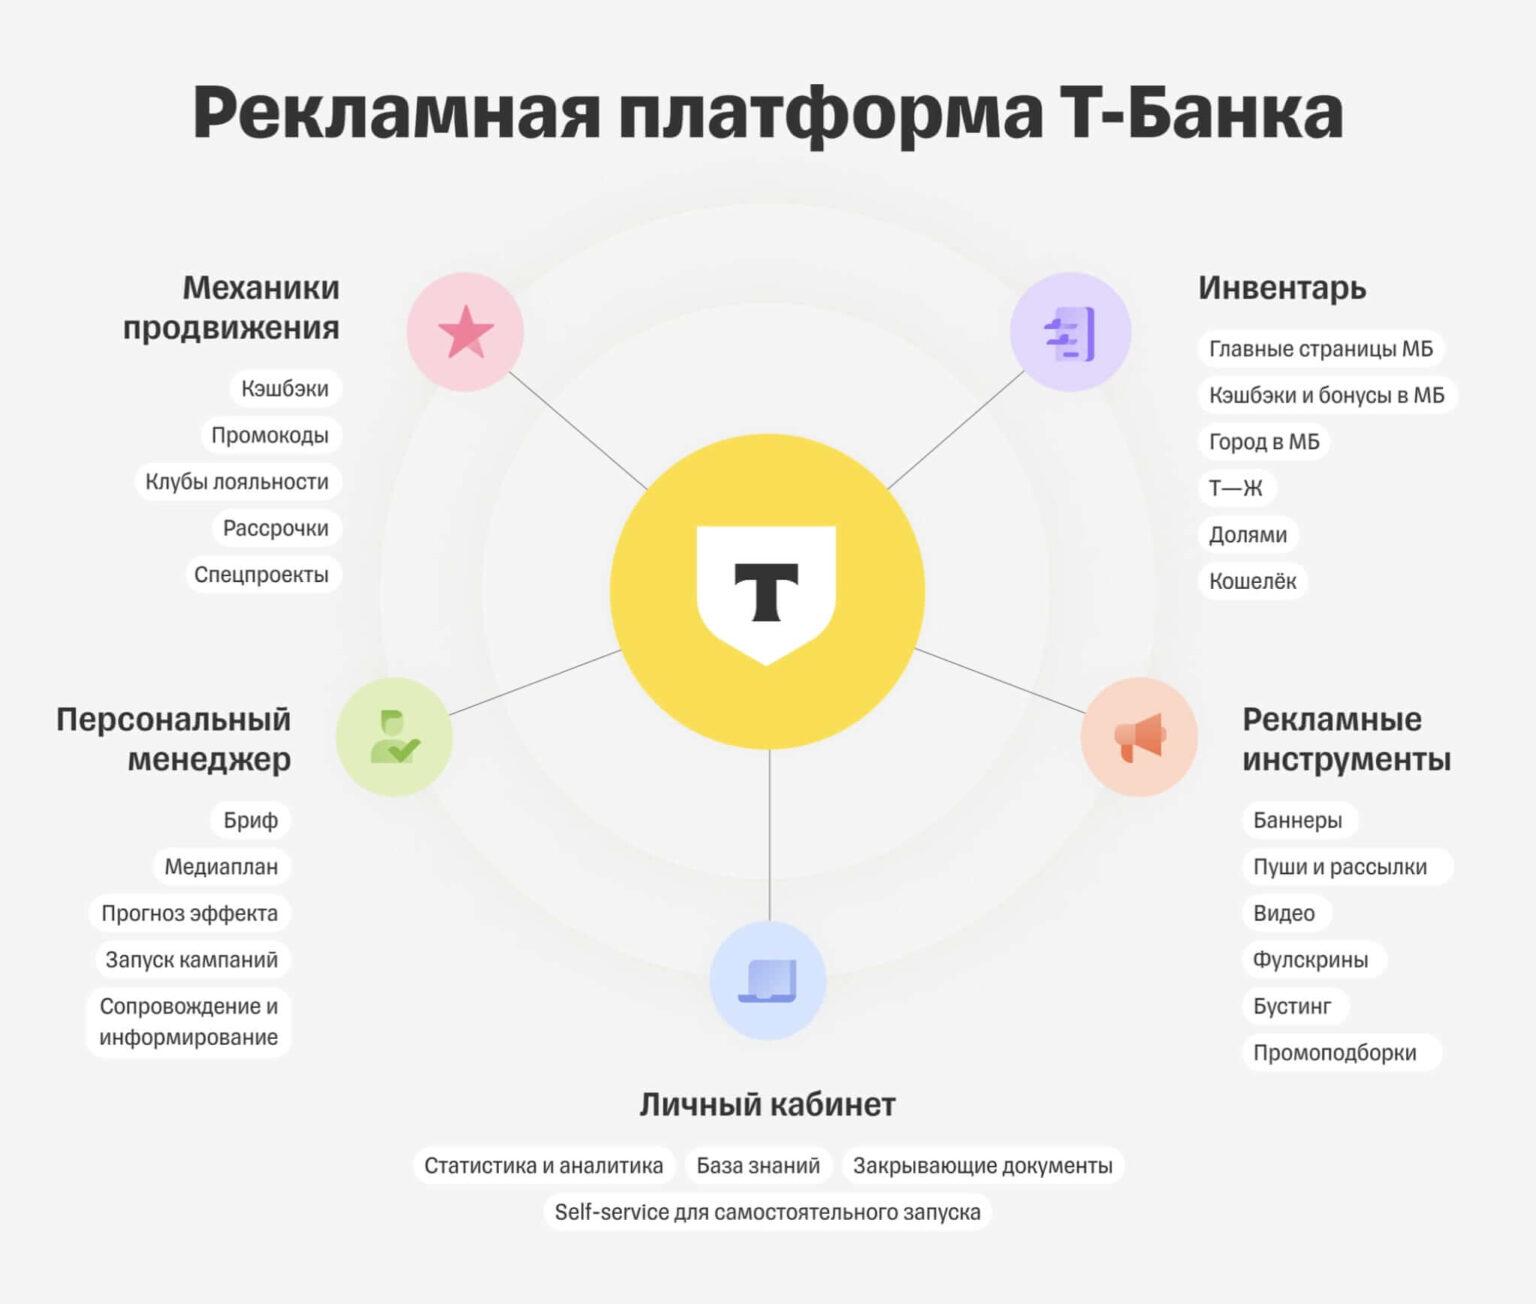 Рекламная платформа Т-Банка
Механики
продвижения
Кэшбэки
Промокоды
Клубы лояльности
Рассрочки
Спецпроекты
Инвентарь
Главные страницы МБ
Кэшбэки и бонусы в МБ
Город в МБ
Т—Ж
Долями
Кошелёк
Т
Персональный
менеджер
Бриф
Медиаплан
Прогноз эффекта
Запуск кампаний
Сопровождение и
информирование
Рекламные
инструменты
Баннеры
Пуши и рассылки
Видео
Фулскрины
Бустинг
Промоподборки
Личный кабинет
Статистика и аналитика
База знаний
Закрывающие документы
Self-service для самостоятельного запуска